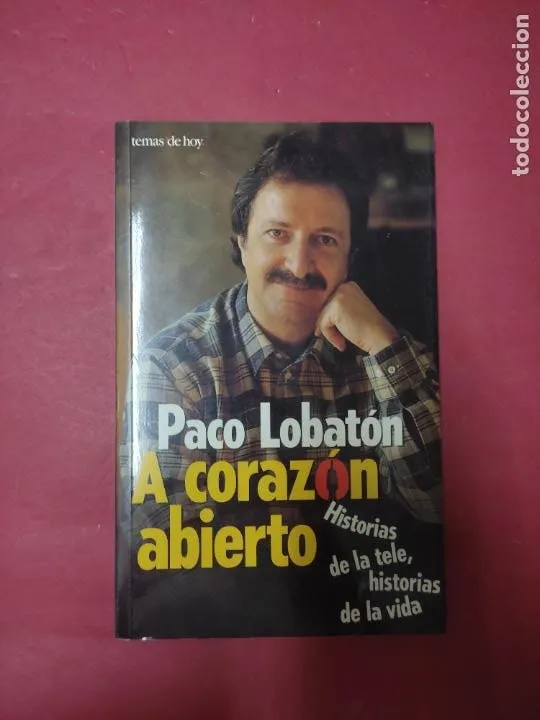 temas de hoy.
Paco Lobatón
A corazón
abierto
Historias
de la tele,
historias
de la vida
todocoleccion